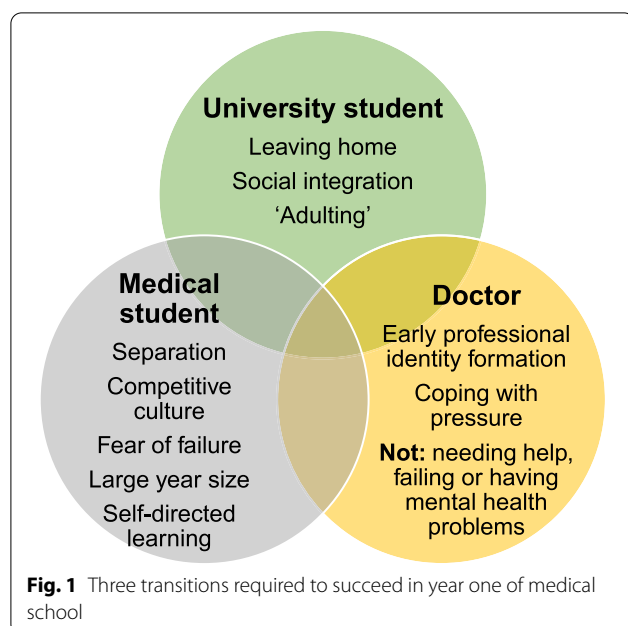 University student
Leaving home
Social integration
‘Adulting’
Medical
student
Separation
Competitive
culture
Fear of failure
Large year size
Self-directed
learning
Doctor
Early professional
identity formation
Coping with
pressure
Not: needing help,
failing or having
mental health
problems
Fig. 1 Three transitions required to succeed in year one of medical
school